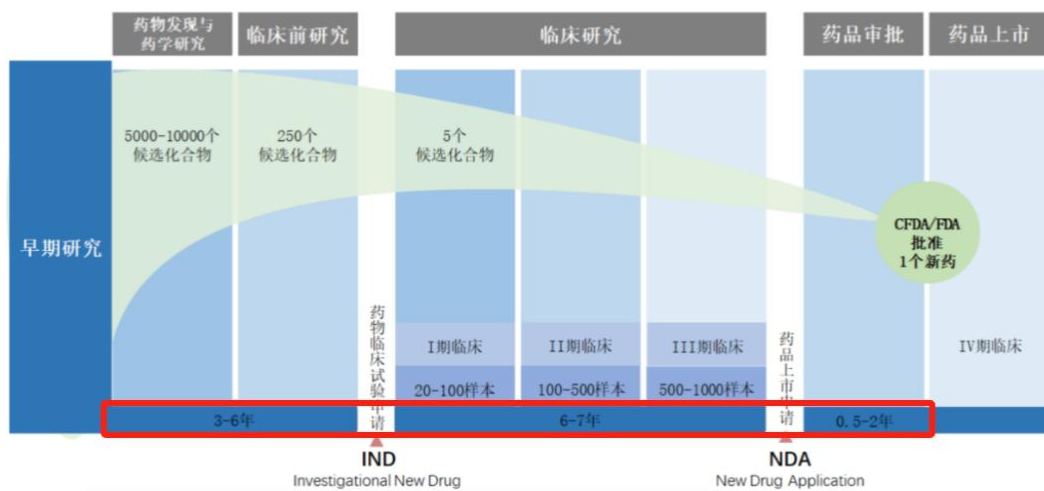 药物发现与
药学研究
临床前研究
临床研究
药品审批
药品上市
早期研究
5000-10000个
候选化合物
250个
候选化合物
5个
候选化合物
CFDA/FDA
批准
1个新药
药物临床试验申请
药品上市申请
I期临床
II期临床
III期临床
IV期临床
20-100样本
100-500样本
500-1000样本
3-6年
6-7年
0.5-2年
IND
Investigational New Drug
NDA
New Drug Application